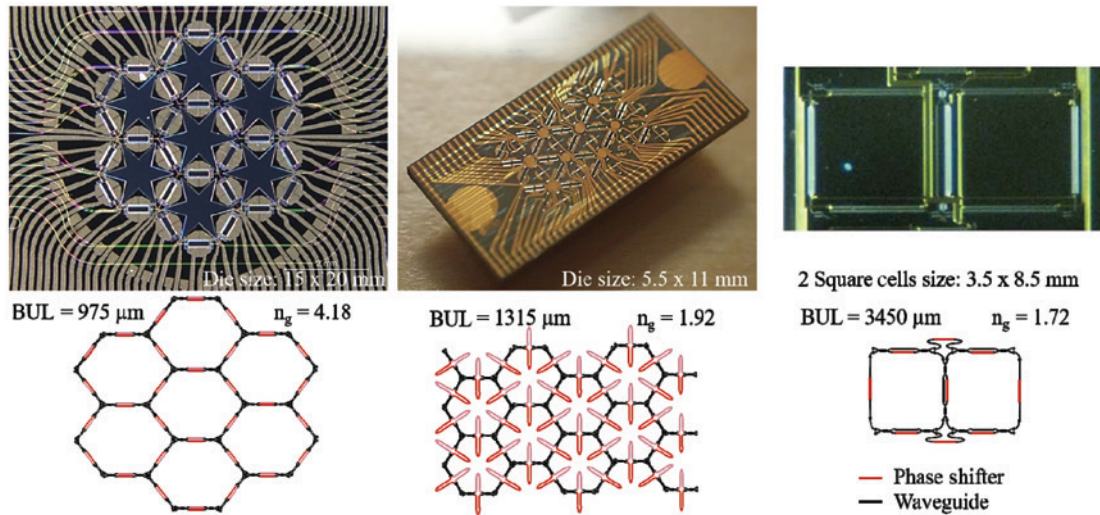 Die size: 15 x 20 mm
Die size: 5.5 x 11 mm
2 Square cells size: 3.5 x 8.5 mm
BUL = 975 μm n_g = 4.18
BUL = 1315 μm n_g = 1.92
BUL = 3450 μm n_g = 1.72
Phase shifter
Waveguide